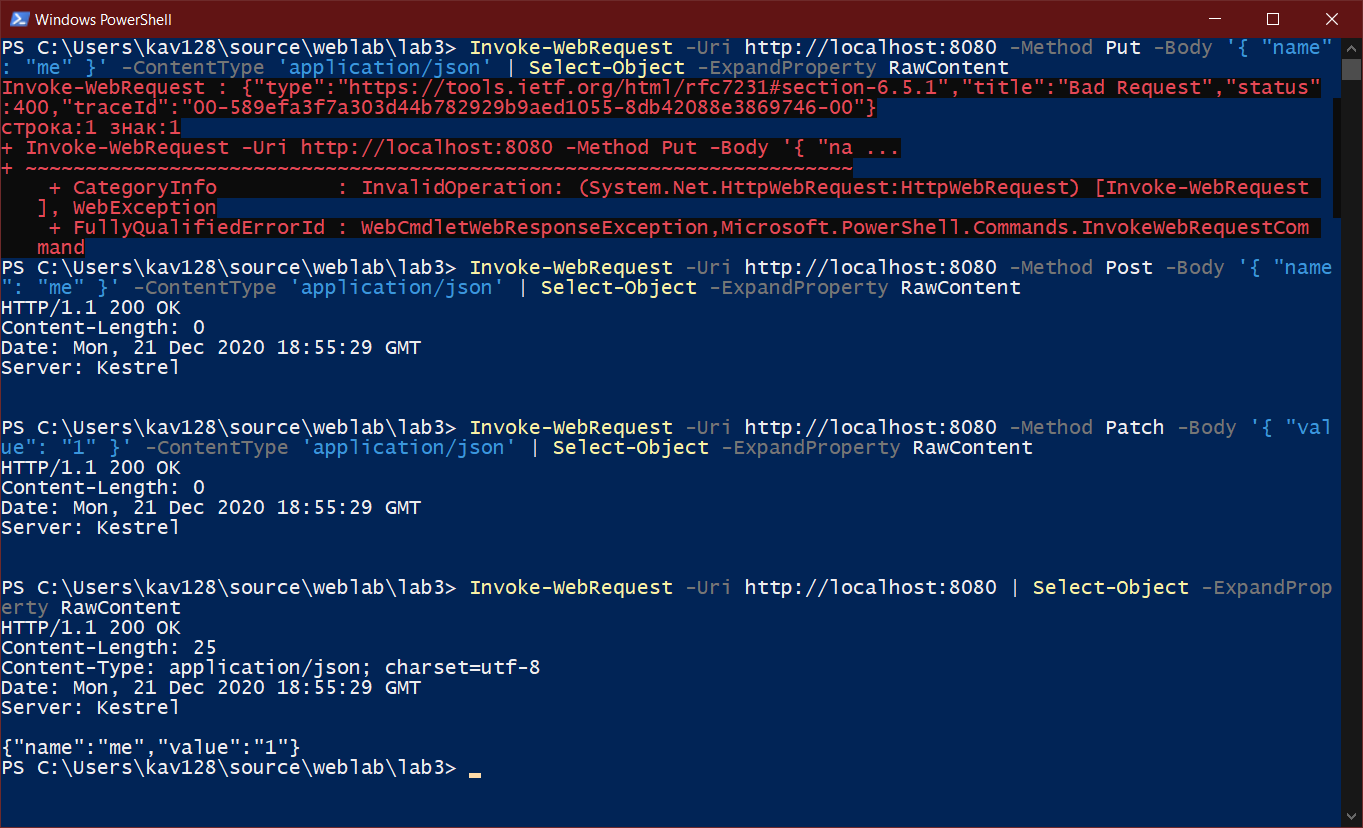 Windows PowerShell
PS C:\Users\kav128\source\weblab\lab3> Invoke-WebRequest -Uri http://localhost:8080 -Method Put -Body '{ "name"
: "me" }' -ContentType 'application/json' | Select-Object -ExpandProperty RawContent
Invoke-WebRequest : {"type":"https://tools.ietf.org/html/rfc7231#section-6.5.1","title":"Bad Request","status"
:400,"traceId":"00-589efa3f7a303d44b782929b9aed1055-8db42088e3869746-00"}
строка:1 знак:1
+ Invoke-WebRequest -Uri http://localhost:8080 -Method Put -Body '{ "na ...
+ ~~~~~~~~~~~~~~~~~~~~~~~~~~~~~~~~~~~~~~~~~~~~~~~~~~~~~~~~~~~~~~~~~~~~~
    + CategoryInfo          : InvalidOperation: (System.Net.HttpWebRequest:HttpWebRequest) [Invoke-WebRequest
   ], WebException
    + FullyQualifiedErrorId : WebCmdletWebResponseException,Microsoft.PowerShell.Commands.InvokeWebRequestCom
   mand
PS C:\Users\kav128\source\weblab\lab3> Invoke-WebRequest -Uri http://localhost:8080 -Method Post -Body '{ "name
": "me" }' -ContentType 'application/json' | Select-Object -ExpandProperty RawContent
HTTP/1.1 200 OK
Content-Length: 0
Date: Mon, 21 Dec 2020 18:55:29 GMT
Server: Kestrel
PS C:\Users\kav128\source\weblab\lab3> Invoke-WebRequest -Uri http://localhost:8080 -Method Patch -Body '{ "val
ue": "1" }' -ContentType 'application/json' | Select-Object -ExpandProperty RawContent
HTTP/1.1 200 OK
Content-Length: 0
Date: Mon, 21 Dec 2020 18:55:29 GMT
Server: Kestrel
PS C:\Users\kav128\source\weblab\lab3> Invoke-WebRequest -Uri http://localhost:8080 | Select-Object -ExpandProp
erty RawContent
HTTP/1.1 200 OK
Content-Length: 25
Content-Type: application/json; charset=utf-8
Date: Mon, 21 Dec 2020 18:55:29 GMT
Server: Kestrel
{"name":"me","value":"1"}
PS C:\Users\kav128\source\weblab\lab3>